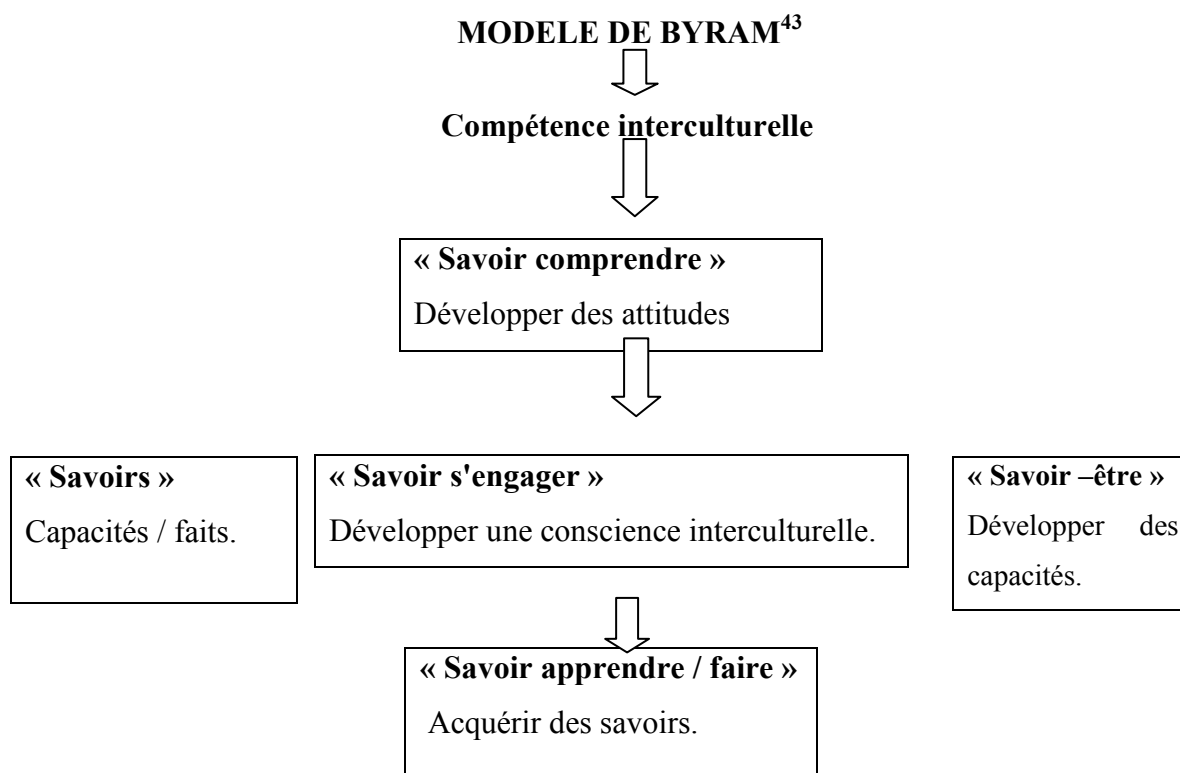 MODELE DE BYRAM43
Compétence interculturelle
« Savoir comprendre »
Développer des attitudes
« Savoirs »
Capacités / faits.
« Savoir s'engager »
Développer une conscience interculturelle.
« Savoir –être »
Développer des
capacités.
« Savoir apprendre / faire »
Acquérir des savoirs.